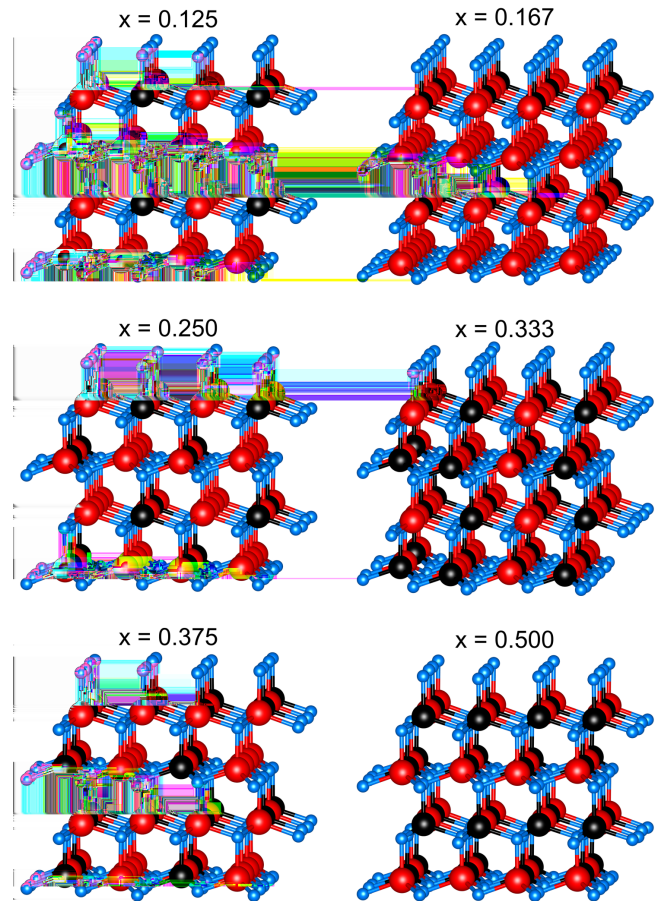 x = 0.125
x = 0.167
x = 0.250
x = 0.333
x = 0.375
x = 0.500